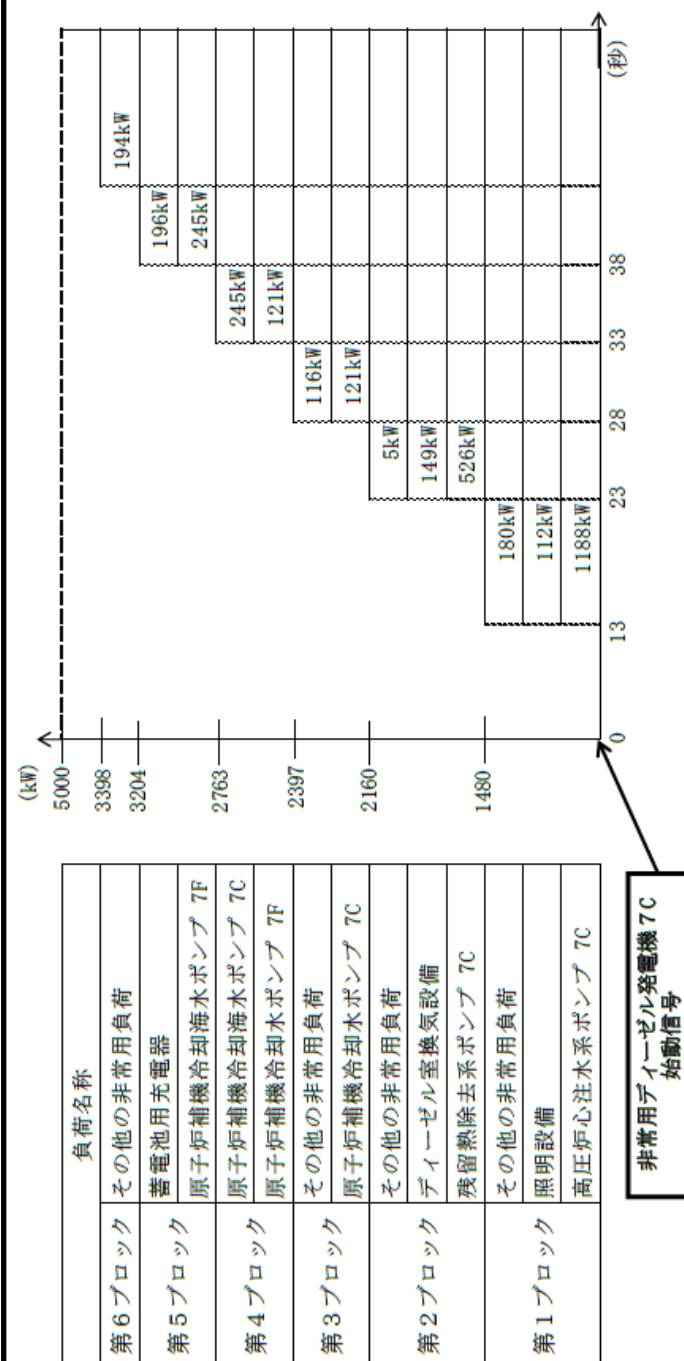 負荷名称
第6ブロック その他の非常用負荷
第5ブロック 蓄電池用充電器
原子炉補機冷却海水ポンプ 7F
第4ブロック 原子炉補機冷却海水ポンプ 7C
原子炉補機冷却水ポンプ 7F
第3ブロック その他の非常用負荷
原子炉補機冷却水ポンプ 7C
第2ブロック その他の非常用負荷
ディーゼル室換気設備
残留熱除去系ポンプ 7C
第1ブロック その他の非常用負荷
照明設備
高圧炉心注水系ポンプ 7C
(kW)
5000
3398
3204
2763
2397
2160
1480
194kW
196kW
245kW
245kW
121kW
116kW
121kW
5kW
149kW
526kW
180kW
112kW
1188kW
0 13 23 28 33 38 (秒)
非常用ディーゼル発電機 7C
始動信号